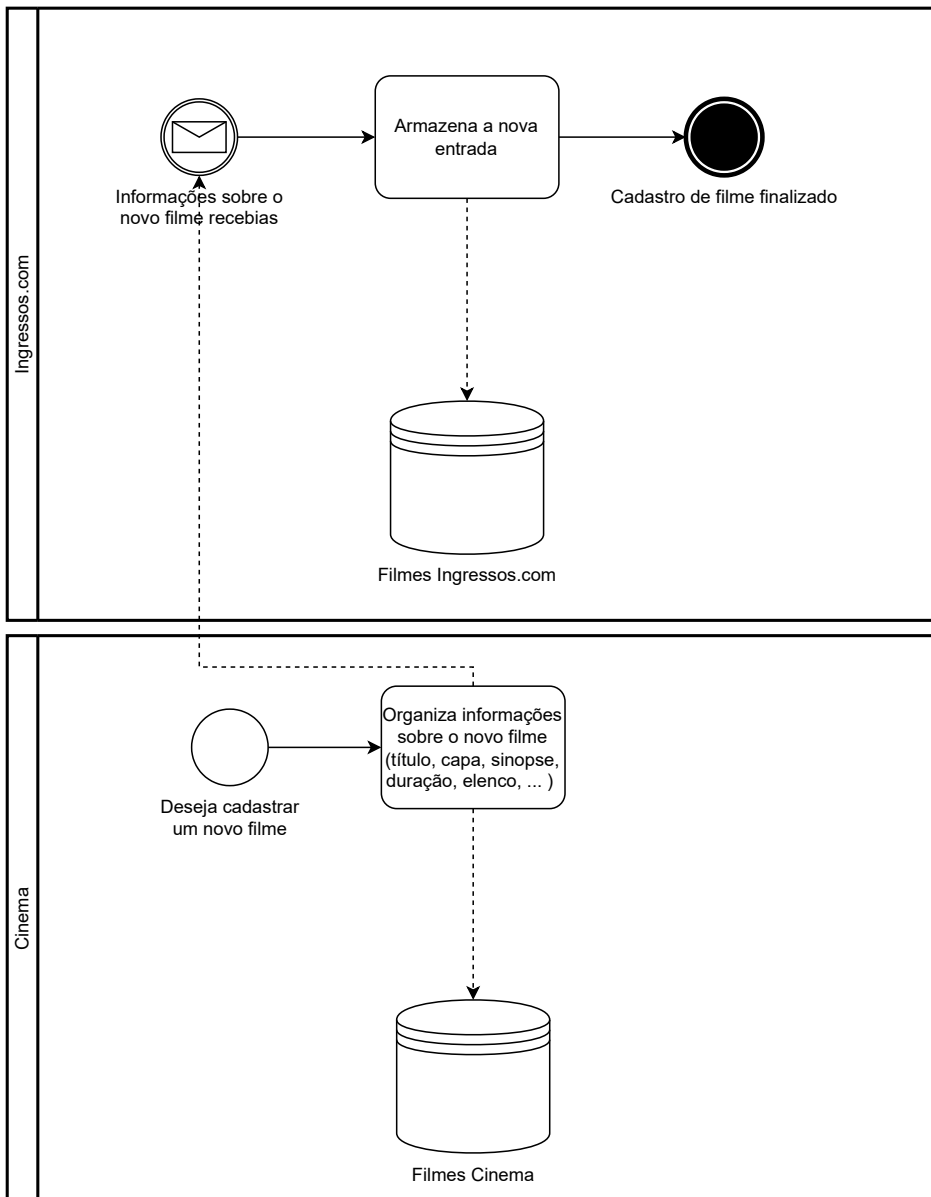 Ingressos.com
Armazena a nova
entrada
Informações sobre o
novo filme recebias
Cadastro de filme finalizado
Filmes Ingressos.com
Cinema
Organiza informações
sobre o novo filme
(título, capa, sinopse,
duração, elenco, ... )
Deseja cadastrar
um novo filme
Filmes Cinema